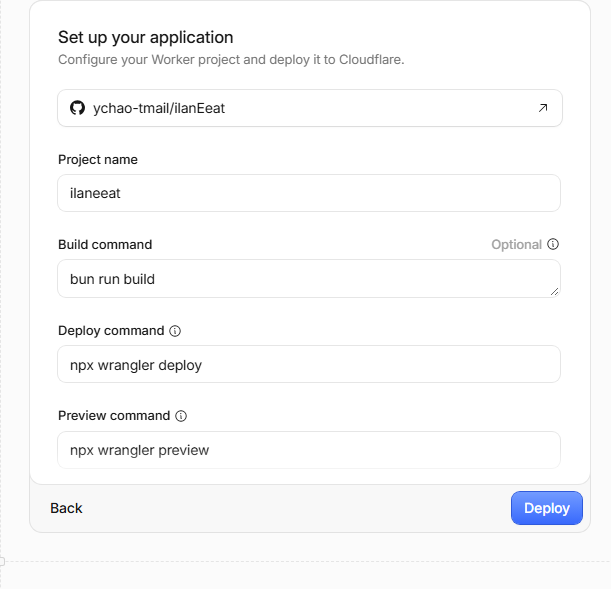 Set up your application
Configure your Worker project and deploy it to Cloudflare.
ychao-tmail/ilanEeat
Project name
ilaneeat
Build command
Optional
bun run build
Deploy command
npx wrangler deploy
Preview command
npx wrangler preview
Back
Deploy